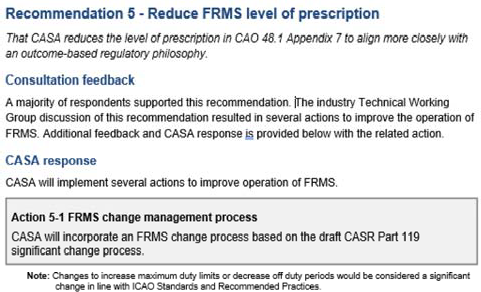 Recommendation 5 - Reduce FRMS level of prescription
That CASA reduces the level of prescription in CAO 48.1 Appendix 7 to align more closely with
an outcome-based regulatory philosophy.
Consultation feedback
A majority of respondents supported this recommendation. The industry Technical Working
Group discussion of this recommendation resulted in several actions to improve the operation of
FRMS. Additional feedback and CASA response is provided below with the related action.
CASA response
CASA will implement several actions to improve operation of FRMS.
Action 5-1 FRMS change management process
CASA will incorporate an FRMS change process based on the draft CASR Part 119
significant change process.
Note: Changes to increase maximum duty limits or decrease off duty periods would be considered a significant
change in line with ICAO Standards and Recommended Practices.